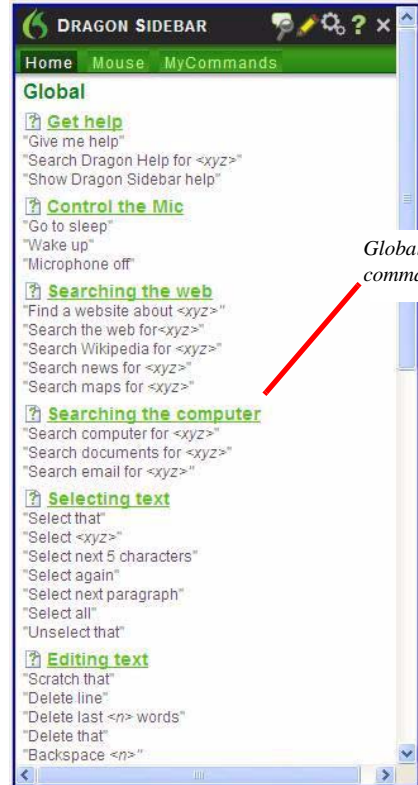 DRAGON SIDEBAR ? ×
Home Mouse MyCommands
Global
? Get help
"Give me help"
"Search Dragon Help for <xyz>"
"Show Dragon Sidebar help"
? Control the Mic
"Go to sleep"
"Wake up"
"Microphone off"
? Searching the web
"Find a website about <xyz>"
"Search the web for<xyz>"
"Search Wikipedia for <xyz>"
"Search news for <xyz>"
"Search maps for <xyz>"
? Searching the computer
"Search computer for <xyz>"
"Search documents for <xyz>"
"Search email for <xyz>"
? Selecting text
"Select that"
"Select <xyz>"
"Select next 5 characters"
"Select again"
"Select next paragraph"
"Select all"
"Unselect that"
? Editing text
"Scratch that"
"Delete line"
"Delete last <n> words"
"Delete that"
"Backspace <n>"
Global